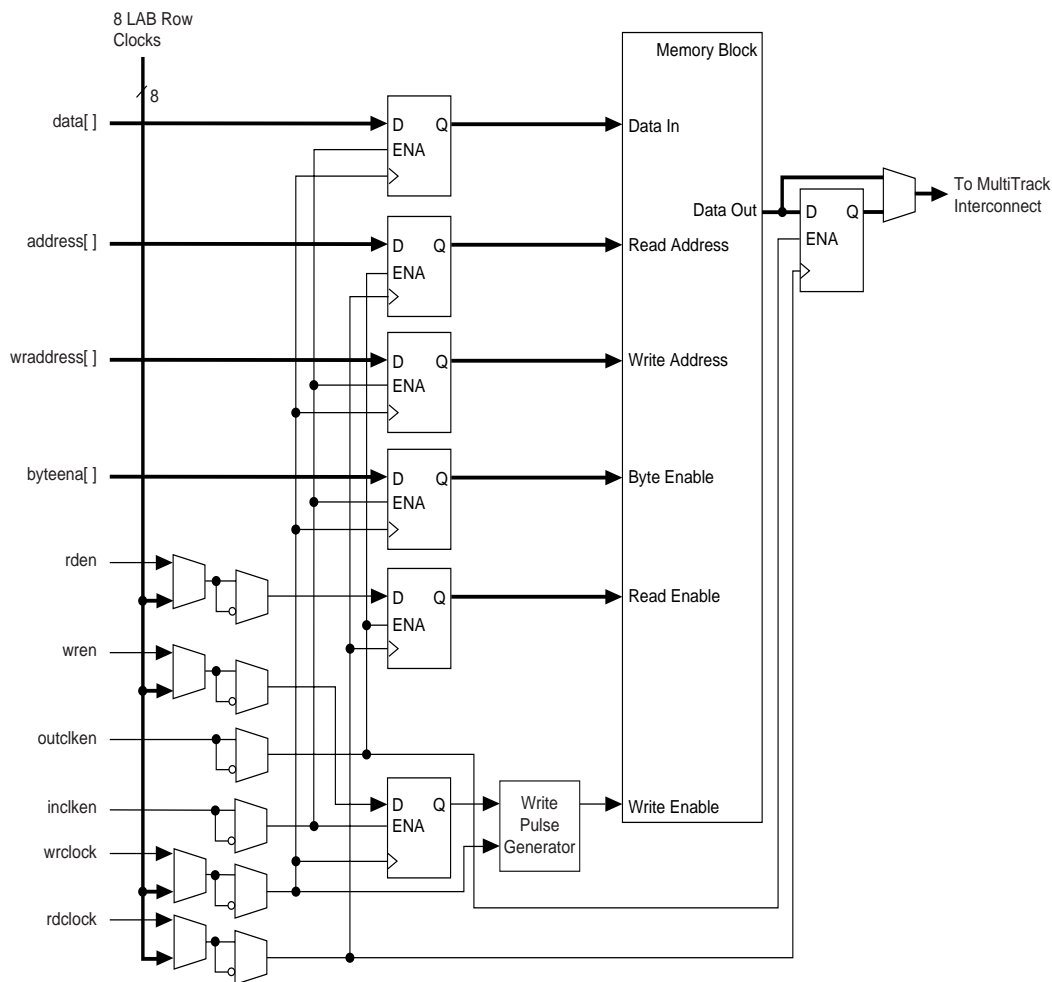 8 LAB Row
Clocks
8
Memory Block
data[ ]
D Q
ENA
Data In
address[ ]
D Q
ENA
Read Address
Data Out
D Q
ENA
To MultiTrack
Interconnect
wraddress[ ]
D Q
ENA
Write Address
byteena[ ]
D Q
ENA
Byte Enable
rden
D Q
ENA
Read Enable
wren
outclken
inclken
D Q
ENA
Write
Pulse
Generator
Write Enable
wrclock
rdclock